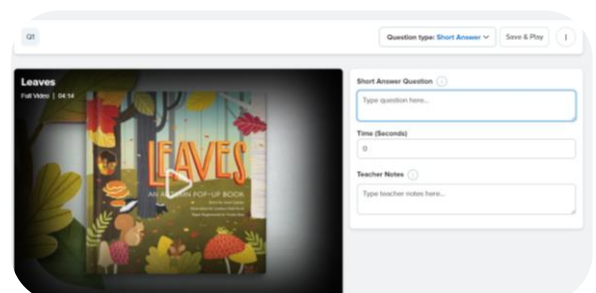 Q1
Question type: Short Answer
Save & Play
Leaves
Full Video | 04:14
LEAVES
AN AUTUMN POP-UP BOOK
Short Answer Question
Type question here...
Time (Seconds)
0
Teacher Notes
Type teacher notes here...